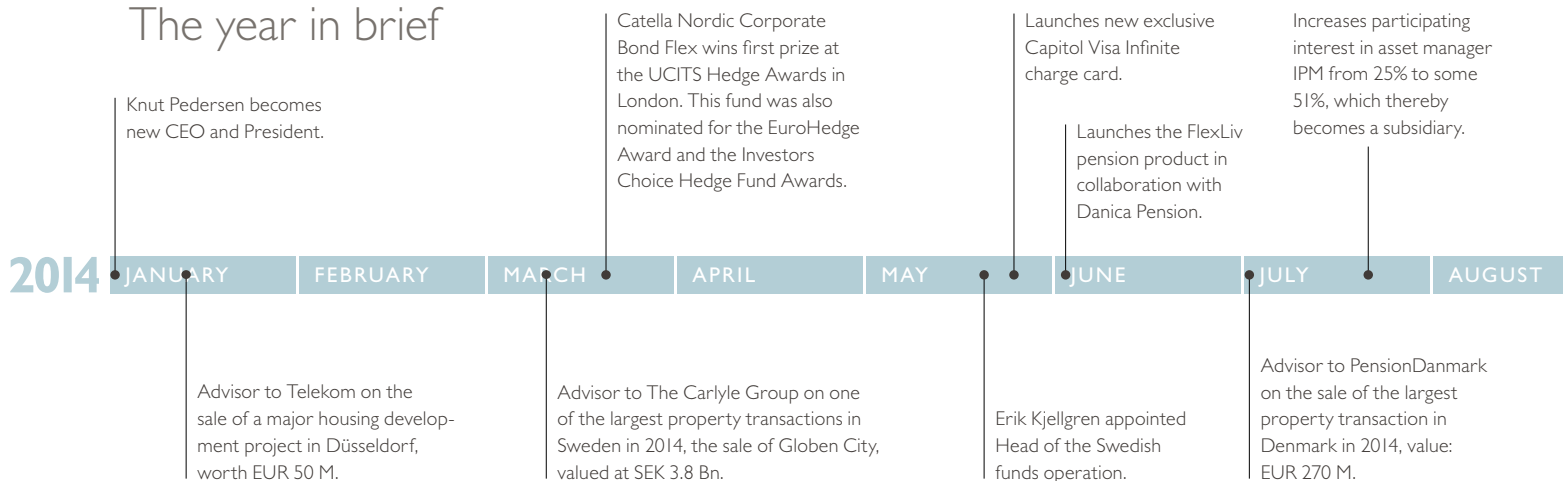 The year in brief
Knut Pedersen becomes
new CEO and President.
Catella Nordic Corporate
Bond Flex wins first prize at
the UCITS Hedge Awards in
London. This fund was also
nominated for the EuroHedge
Award and the Investors
Choice Hedge Fund Awards.
Launches new exclusive
Capitol Visa Infinite
charge card.
Launches the FlexLiv
pension product in
collaboration with
Danica Pension.
Increases participating
interest in asset manager
IPM from 25% to some
51%, which thereby
becomes a subsidiary.
2014 JANUARY FEBRUARY MARCH APRIL MAY JUNE JULY AUGUST
Advisor to Telekom on the
sale of a major housing develop-
ment project in Düsseldorf,
worth EUR 50 M.
Advisor to The Carlyle Group on one
of the largest property transactions in
Sweden in 2014, the sale of Globen City,
valued at SEK 3.8 Bn.
Erik Kjellgren appointed
Head of the Swedish
funds operation.
Advisor to PensionDanmark
on the sale of the largest
property transaction in
Denmark in 2014, value:
EUR 270 M.